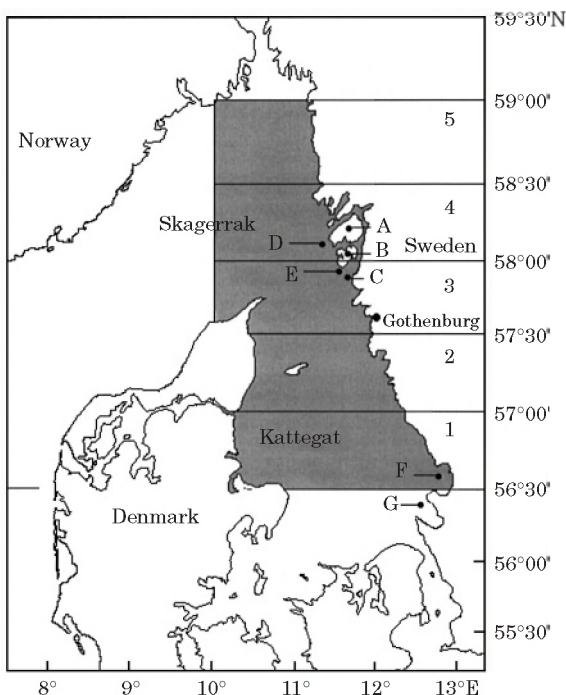 59°30'N
59°00'
5
Norway
58°30'
4
Skagerrak
A
D
B
Sweden
58°00'
E
C
3
Gothenburg
57°30'
2
57°00'
1
Kattegat
F
56°30'
G
Denmark
56°00'
55°30'
8° 9° 10° 11° 12° 13°E